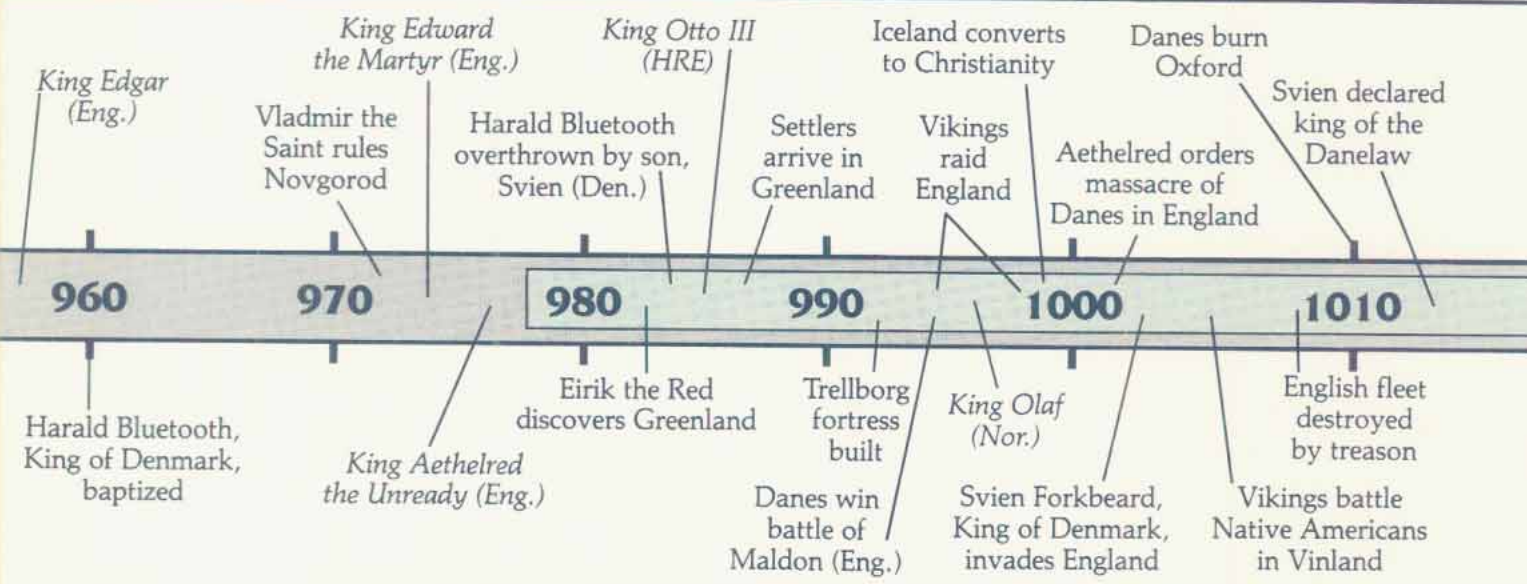 King Edgar
(Eng.)
Vladmir the
Saint rules
Novgorod
King Edward
the Martyr (Eng.)
Harald Bluetooth
overthrown by son,
Svien (Den.)
King Otto III
(HRE)
Settlers
arrive in
Greenland
Vikings
raid
England
Iceland converts
to Christianity
Aethelred orders
massacre of
Danes in England
Danes burn
Oxford
Svien declared
king of the
Danelaw
960
970
980
990
1000
1010
Harald Bluetooth,
King of Denmark,
baptized
King Aethelred
the Unready (Eng.)
Eirik the Red
discovers Greenland
Trellborg
fortress
built
Danes win
battle of
Maldon (Eng.)
King Olaf
(Nor.)
Svien Forkbeard,
King of Denmark,
invades England
Vikings battle
Native Americans
in Vinland
English fleet
destroyed
by treason